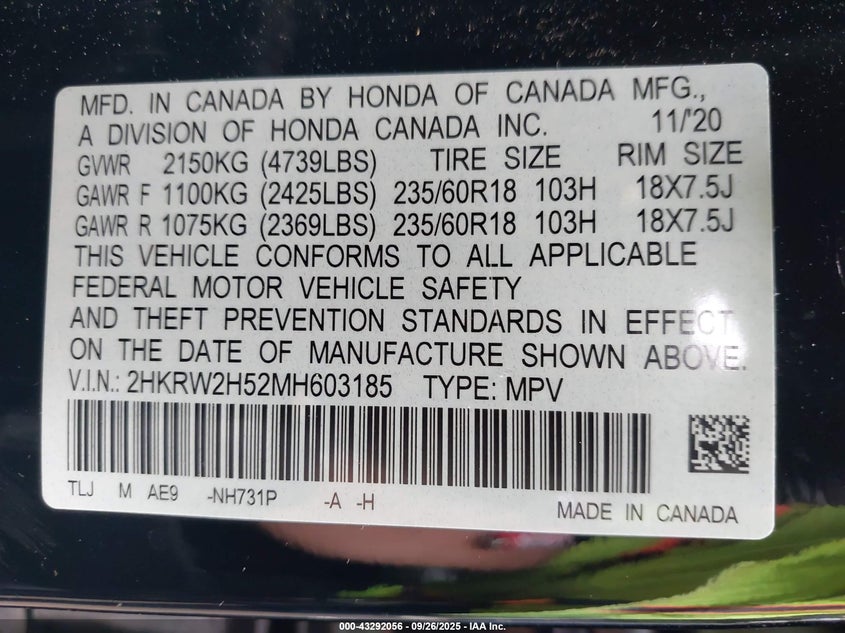 MFD. IN CANADA BY HONDA OF CANADA MFG.,
A DIVISION OF HONDA CANADA INC. 11/'20
GVWR 2150KG (4739LBS) TIRE SIZE RIM SIZE
GAWR F 1100KG (2425LBS) 235/60R18 103H 18X7.5J
GAWR R 1075KG (2369LBS) 235/60R18 103H 18X7.5J
THIS VEHICLE CONFORMS TO ALL APPLICABLE
FEDERAL MOTOR VEHICLE SAFETY
AND THEFT PREVENTION STANDARDS IN EFFECT
ON THE DATE OF MANUFACTURE SHOWN ABOVE.
V.I.N.: 2HKRW2H52MH603185 TYPE: MPV
TLJ M AE9 -NH731P -A -H
MADE IN CANADA
000-43292056 - 09/26/2025 - IAA Inc.